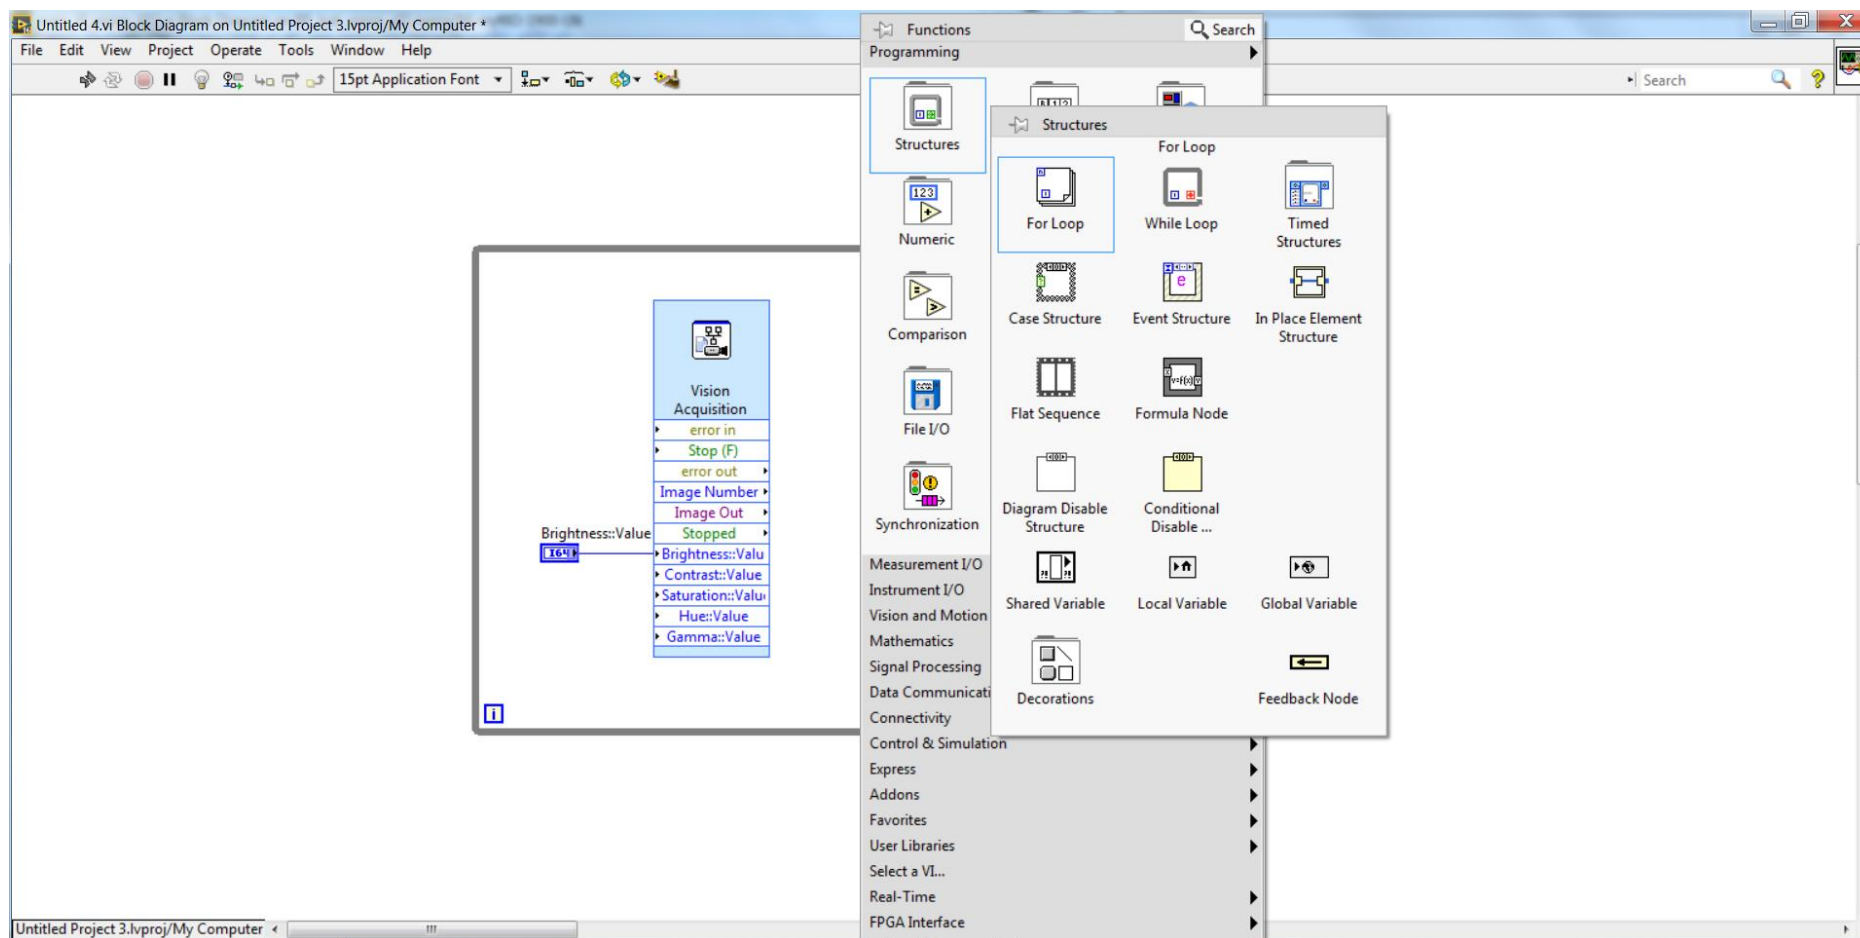 Untitled 4.vi Block Diagram on Untitled Project 3.lvproj/My Computer *
File Edit View Project Operate Tools Window Help
15pt Application Font
Search
Functions
Search
Programming
Structures
Numeric
123
Comparison
File I/O
Synchronization
Measurement I/O
Instrument I/O
Vision and Motion
Mathematics
Signal Processing
Data Communicati
Connectivity
Control & Simulation
Express
Addons
Favorites
User Libraries
Select a VI...
Real-Time
FPGA Interface
Structures
For Loop
For Loop
While Loop
Timed
Structures
Case Structure
Event Structure
In Place Element
Structure
Flat Sequence
Formula Node
Diagram Disable
Structure
Conditional
Disable ...
Shared Variable
Local Variable
Global Variable
Decorations
Feedback Node
Vision
Acquisition
error in
Stop (F)
error out
Image Number
Image Out
Stopped
Brightness::Value
I64
Brightness::Valu
Contrast::Value
Saturation::Valu
Hue::Value
Gamma::Value
i
Untitled Project 3.lvproj/My Computer